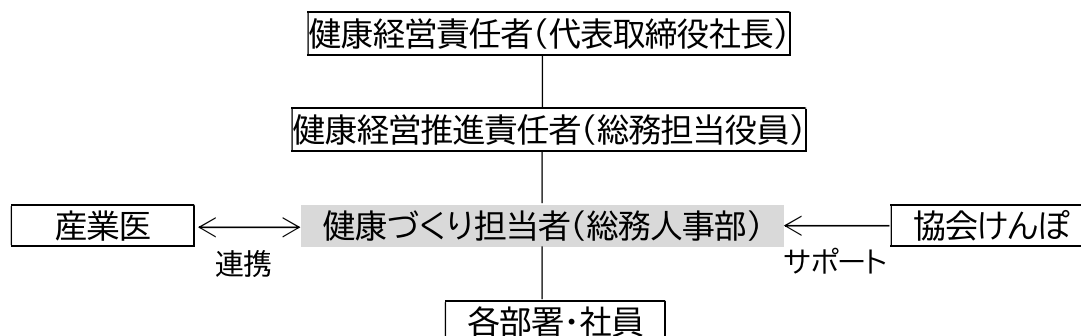 健康経営責任者(代表取締役社長)
健康経営推進責任者(総務担当役員)
産業医
連携
健康づくり担当者(総務人事部)
サポート
協会けんぽ
各部署・社員